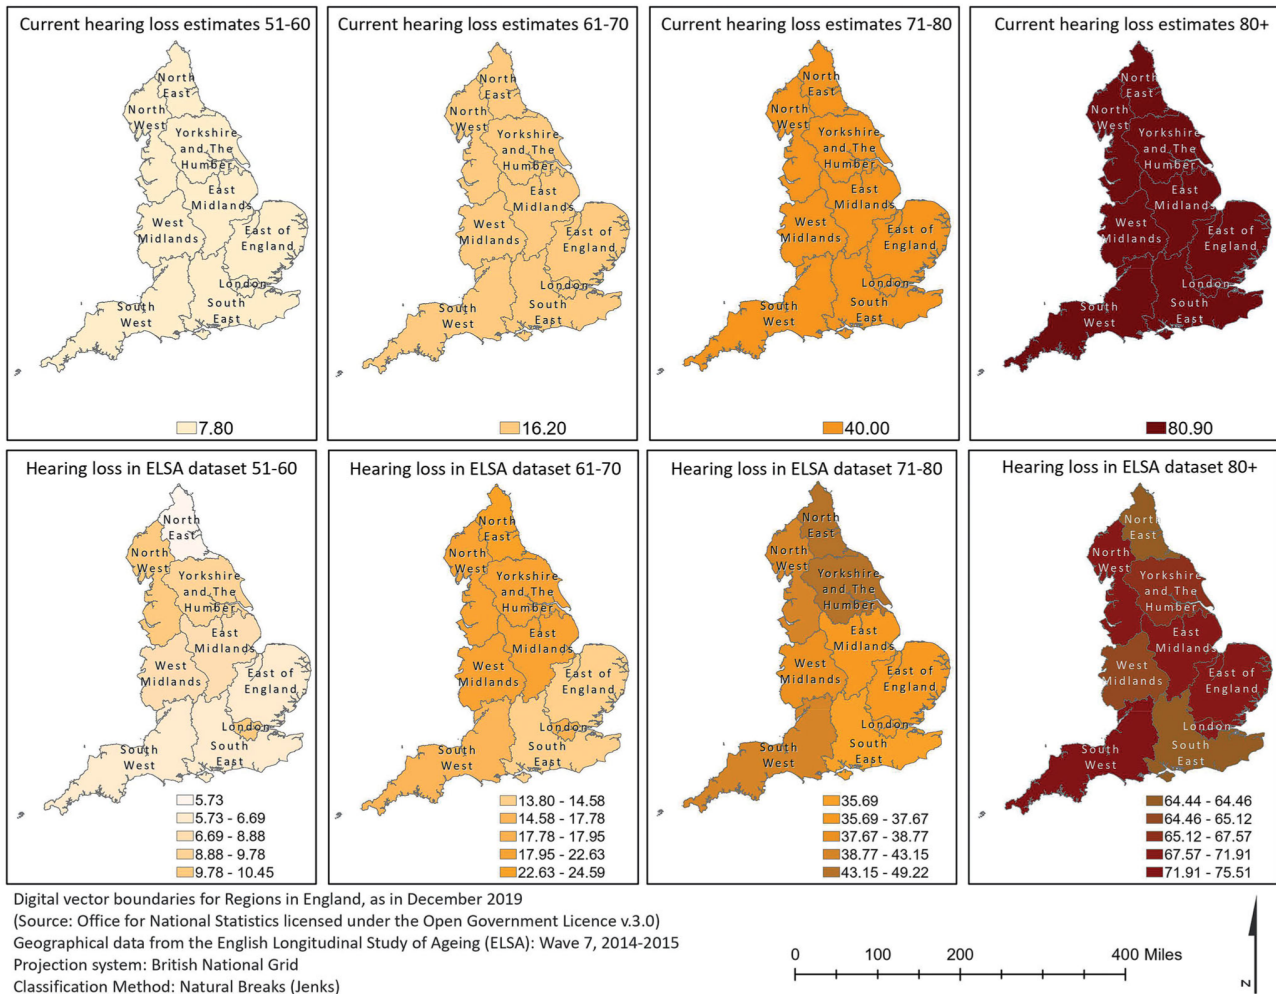 Current hearing loss estimates 51-60
North
East
North
West
Yorkshire
and The
Humber
East
Midlands
West
Midlands
East of
England
London
South
West
South
East
7.80
Current hearing loss estimates 61-70
North
East
North
West
Yorkshire
and The
Humber
East
Midlands
West
Midlands
East of
England
London
South
West
South
East
16.20
Current hearing loss estimates 71-80
North
East
North
West
Yorkshire
and The
Humber
East
Midlands
West
Midlands
East of
England
London
South
West
South
East
40.00
Current hearing loss estimates 80+
North
East
North
West
Yorkshire
and The
Humber
East
Midlands
West
Midlands
East of
England
London
South
West
South
East
80.90
Hearing loss in ELSA dataset 51-60
North
East
North
West
Yorkshire
and The
Humber
East
Midlands
West
Midlands
East of
England
London
South
West
South
East
5.73
5.73 - 6.69
6.69 - 8.88
8.88 - 9.78
9.78 - 10.45
Hearing loss in ELSA dataset 61-70
North
East
North
West
Yorkshire
and The
Humber
East
Midlands
West
Midlands
East of
England
London
South
West
South
East
13.80 - 14.58
14.58 - 17.78
17.78 - 17.95
17.95 - 22.63
22.63 - 24.59
Hearing loss in ELSA dataset 71-80
North
East
North
West
Yorkshire
and The
Humber
East
Midlands
West
Midlands
East of
England
London
South
West
South
East
35.69
35.69 - 37.67
37.67 - 38.77
38.77 - 43.15
43.15 - 49.22
Hearing loss in ELSA dataset 80+
North
East
North
West
Yorkshire
and The
Humber
East
Midlands
West
Midlands
East of
England
London
South
West
South
East
64.44 - 64.46
64.46 - 65.12
65.12 - 67.57
67.57 - 71.91
71.91 - 75.51
Digital vector boundaries for Regions in England, as in December 2019
(Source: Office for National Statistics licensed under the Open Government Licence v.3.0)
Geographical data from the English Longitudinal Study of Ageing (ELSA): Wave 7, 2014-2015
Projection system: British National Grid
Classification Method: Natural Breaks (Jenks)
0 100 200 400 Miles
N